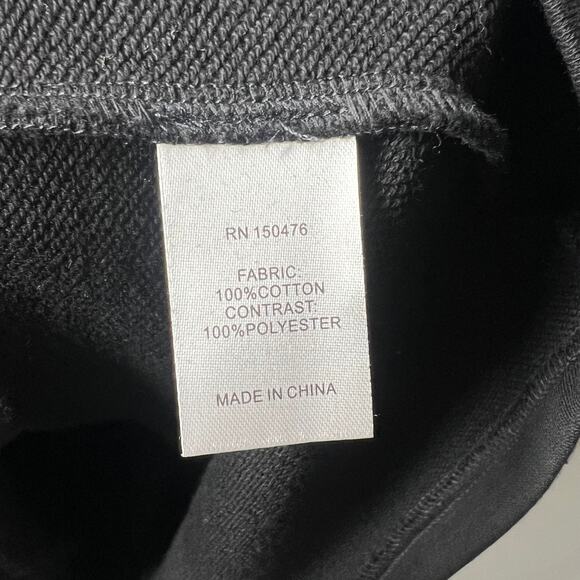 RN 150476
FABRIC:
100%COTTON
CONTRAST:
100%POLYESTER
MADE IN CHINA